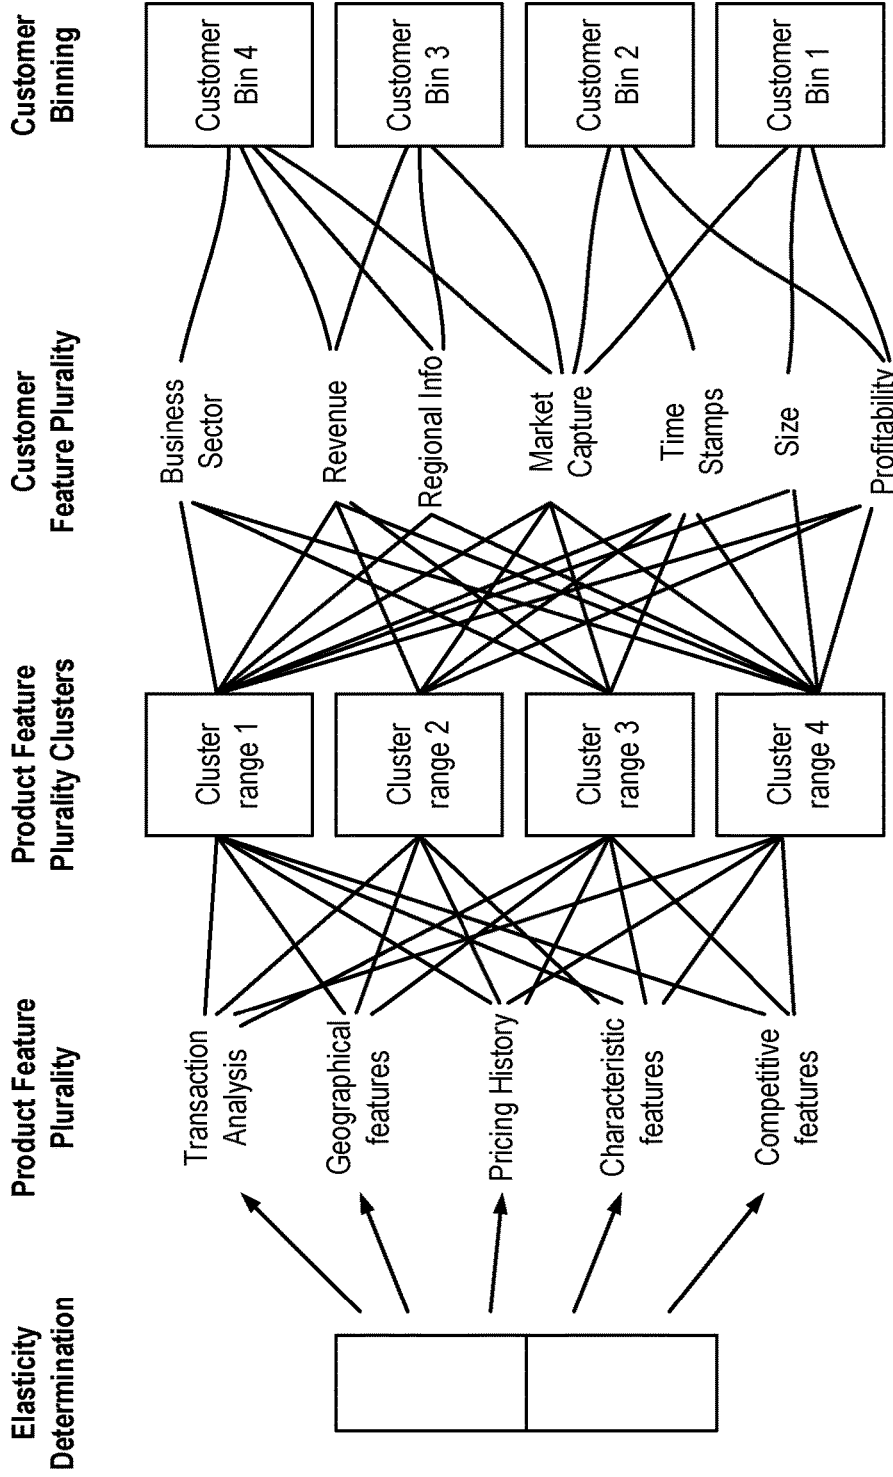 Elasticity
Determination
Product Feature
Plurality
Product Feature
Plurality Clusters
Customer
Feature Plurality
Customer
Binning
Transaction
Analysis
Geographical
features
Pricing History
Characteristic
features
Competitive
features
Cluster
range 1
Cluster
range 2
Cluster
range 3
Cluster
range 4
Business
Sector
Revenue
Regional Info
Market
Capture
Time
Stamps
Size
Profitability
Customer
Bin 4
Customer
Bin 3
Customer
Bin 2
Customer
Bin 1